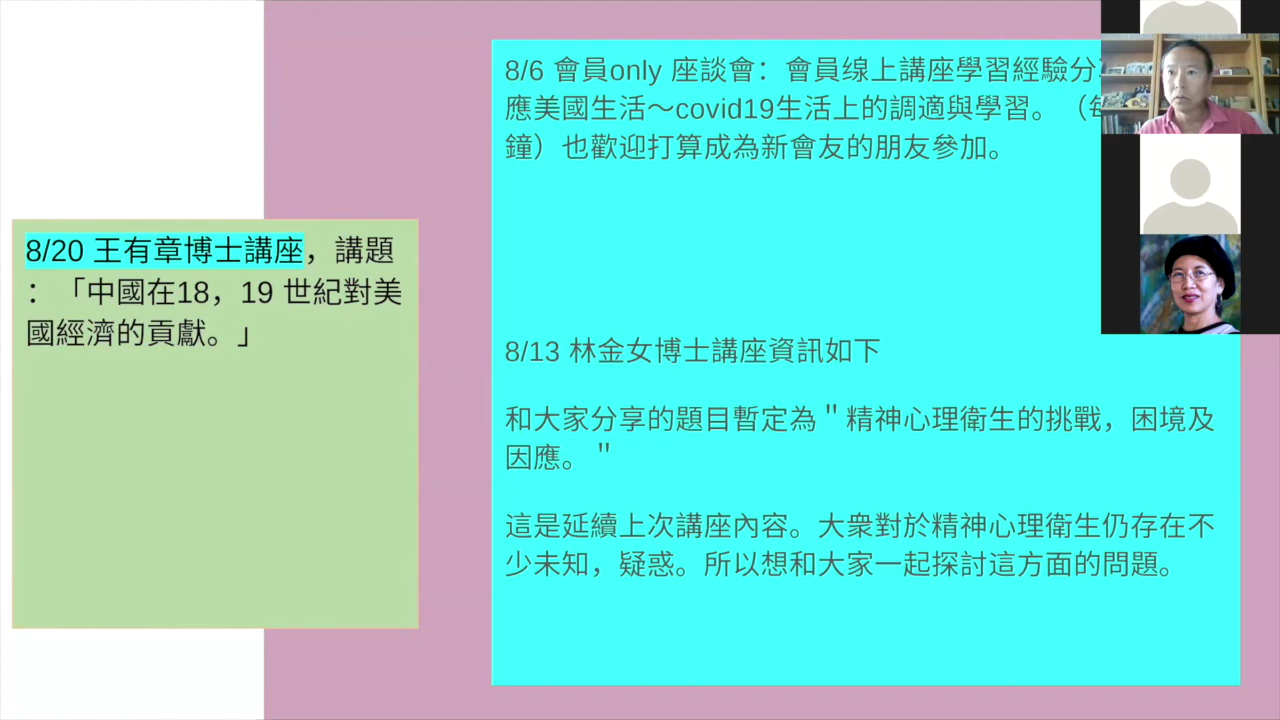 8/20 王有章博士講座，講題
：「中國在18，19 世紀對美
國經濟的貢獻。」
8/6 會員only 座談會：會員线上講座學習經驗分
應美國生活～covid19生活上的調適與學習。（每
鐘）也歡迎打算成為新會友的朋友參加。
8/13 林金女博士講座資訊如下
和大家分享的題目暫定為＂精神心理衛生的挑戰，困境及
因應。＂
這是延續上次講座內容。大衆對於精神心理衛生仍存在不
少未知，疑惑。所以想和大家一起探討這方面的問題。